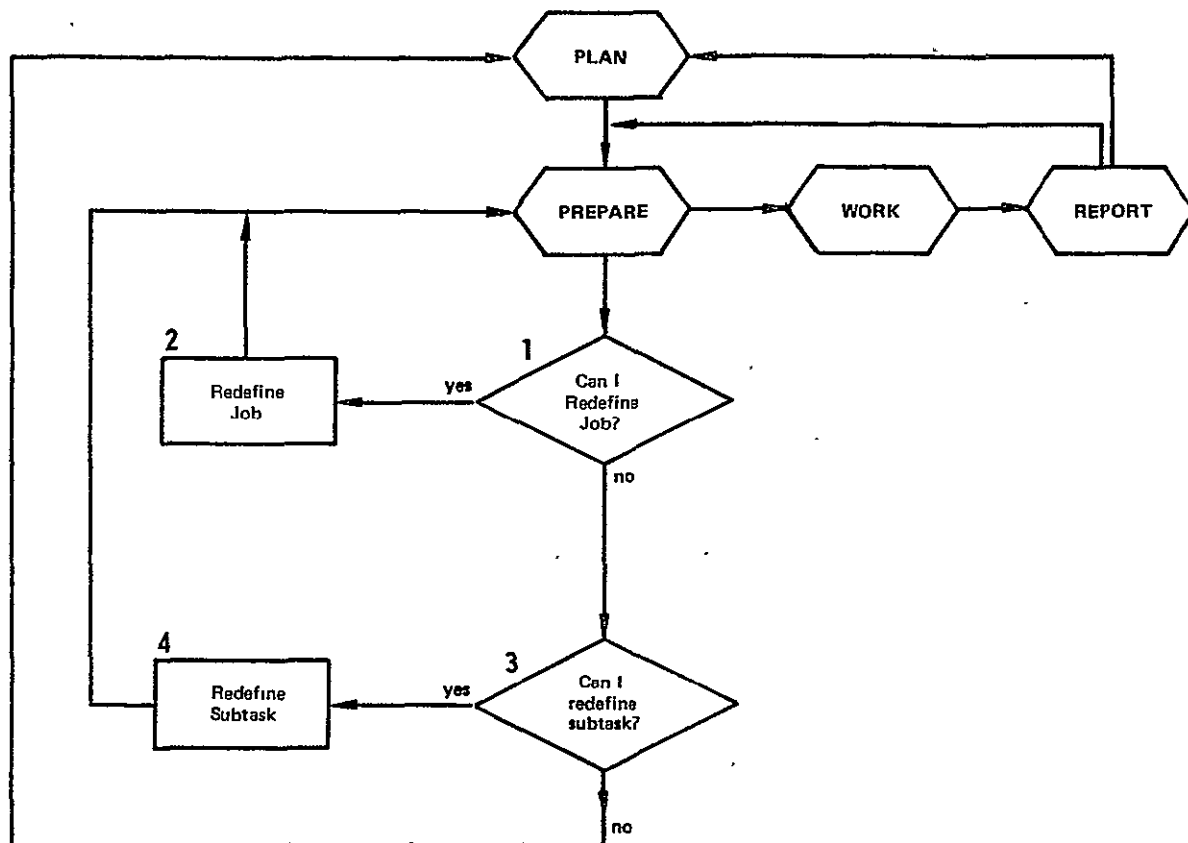 PLAN
PREPARE
WORK
REPORT
2
1
Redefine
Job
yes
Can I
Redefine
Job?
no
4
3
Redefine
Subtask
yes
Can I
redefine
subtask?
no